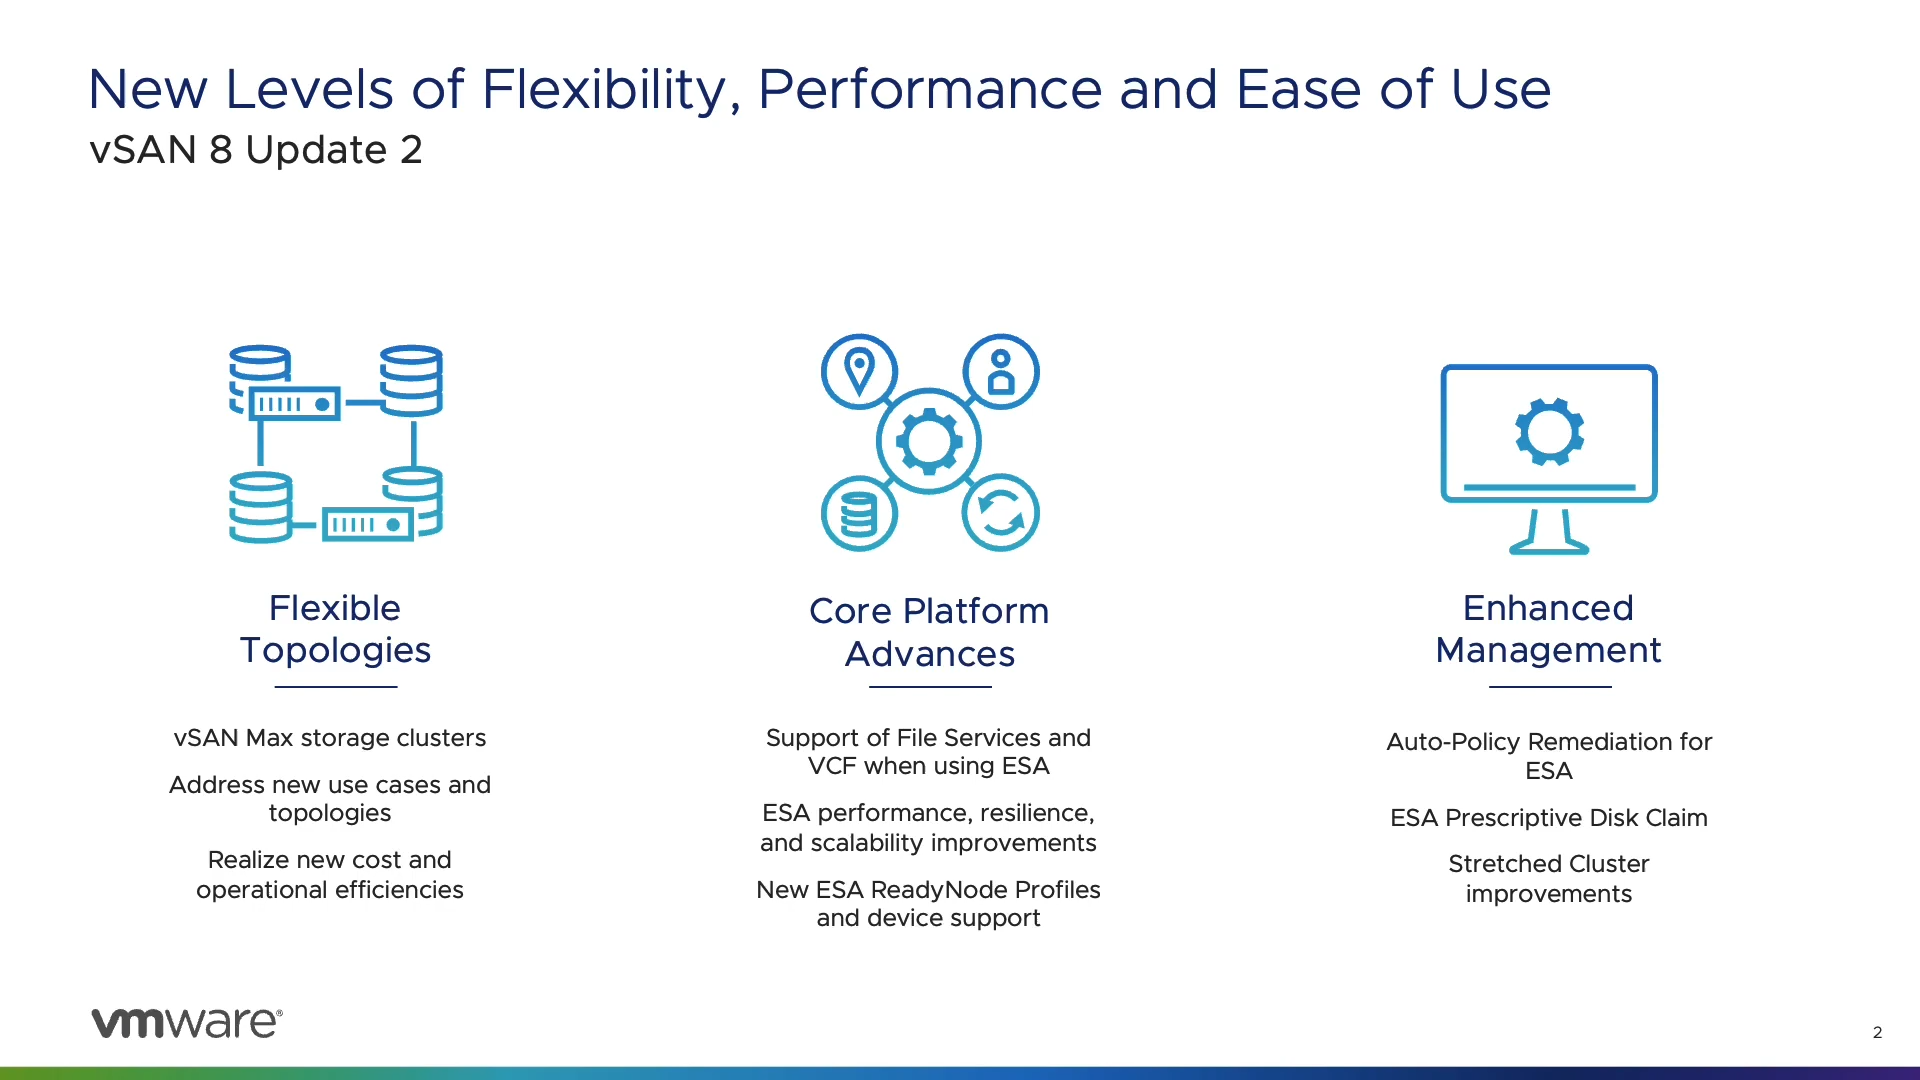 New Levels of Flexibility, Performance and Ease of Use
vSAN 8 Update 2
Flexible
Topologies
vSAN Max storage clusters
Address new use cases and
topologies
Realize new cost and
operational efficiencies
Core Platform
Advances
Support of File Services and
VCF when using ESA
ESA performance, resilience,
and scalability improvements
New ESA ReadyNode Profiles
and device support
Enhanced
Management
Auto-Policy Remediation for
ESA
ESA Prescriptive Disk Claim
Stretched Cluster
improvements
vmware®
2